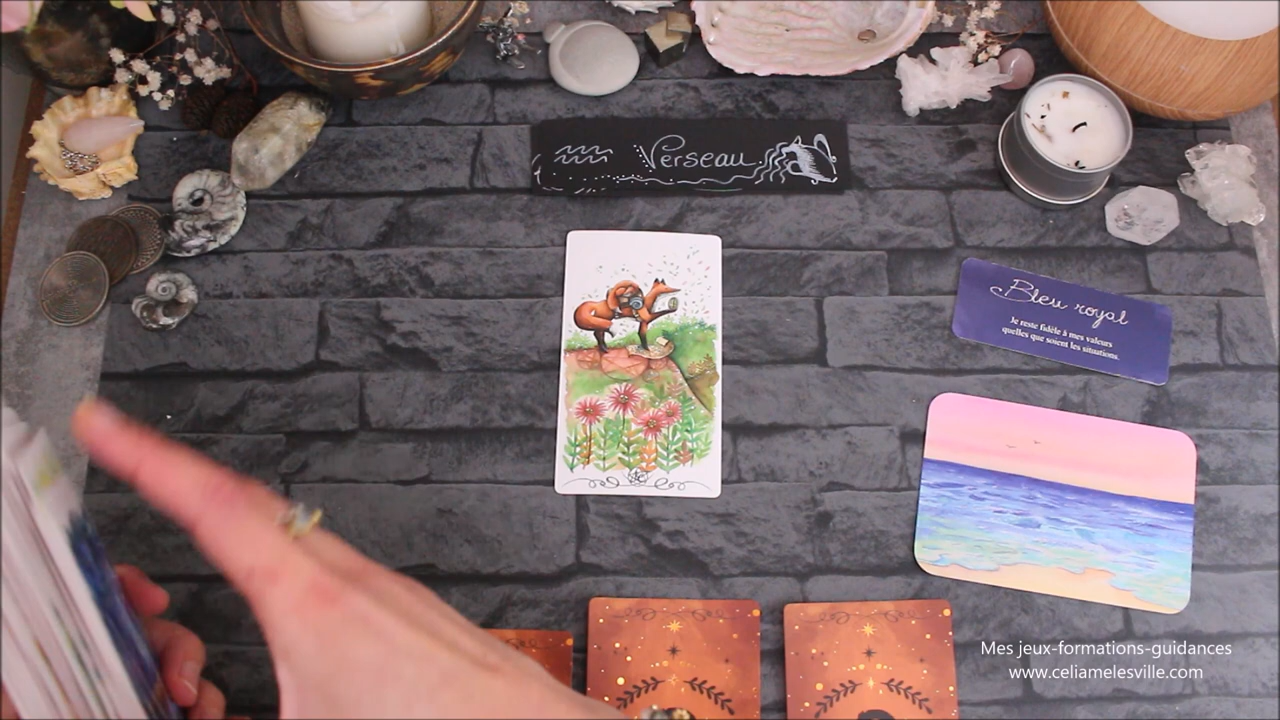 Verseau
Bleu royal
Je reste fidèle à mes valeurs
quelles que soient les situations.
Mes jeux-formations-guidances
www.celiamelesville.com